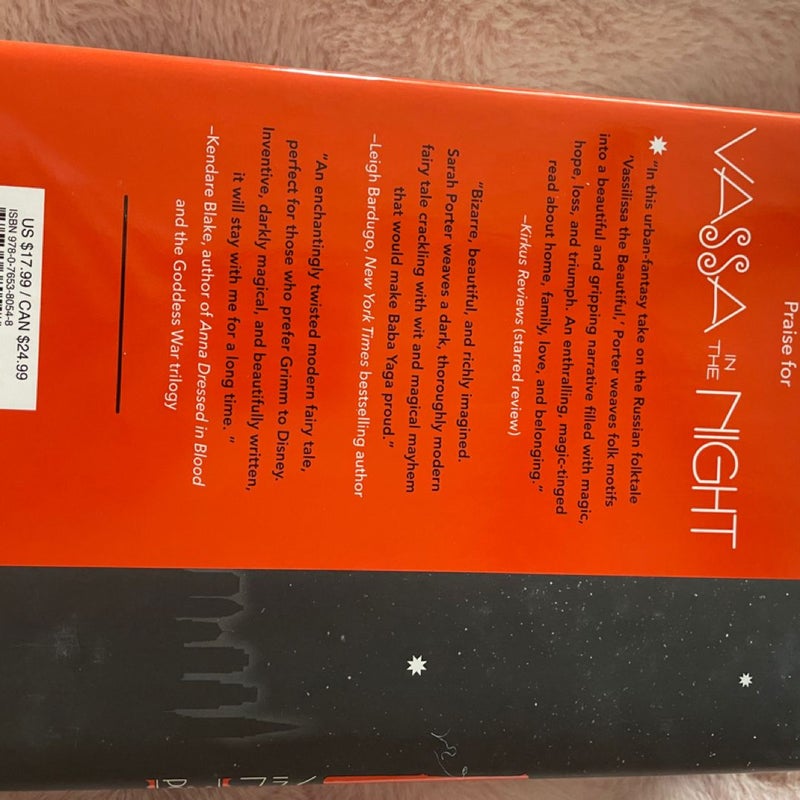 Praise for
VASSA
IN
THE
NIGHT
"In this urban-fantasy take on the Russian folktale
'Vassilissa the Beautiful,' Porter weaves folk motifs
into a beautiful and gripping narrative filled with magic,
hope, loss, and triumph. An enthralling, magic-tinged
read about home, family, love, and belonging."
–Kirkus Reviews (starred review)
"Bizarre, beautiful, and richly imagined.
Sarah Porter weaves a dark, thoroughly modern
fairy tale crackling with wit and magical mayhem
that would make Baba Yaga proud."
–Leigh Bardugo, New York Times bestselling author
"An enchantingly twisted modern fairy tale,
perfect for those who prefer Grimm to Disney.
Inventive, darkly magical, and beautifully written,
it will stay with me for a long time. "
–Kendare Blake, author of Anna Dressed in Blood
and the Goddess War trilogy
US $17.99 / CAN $24.99
ISBN 978-0-7653-8054-8